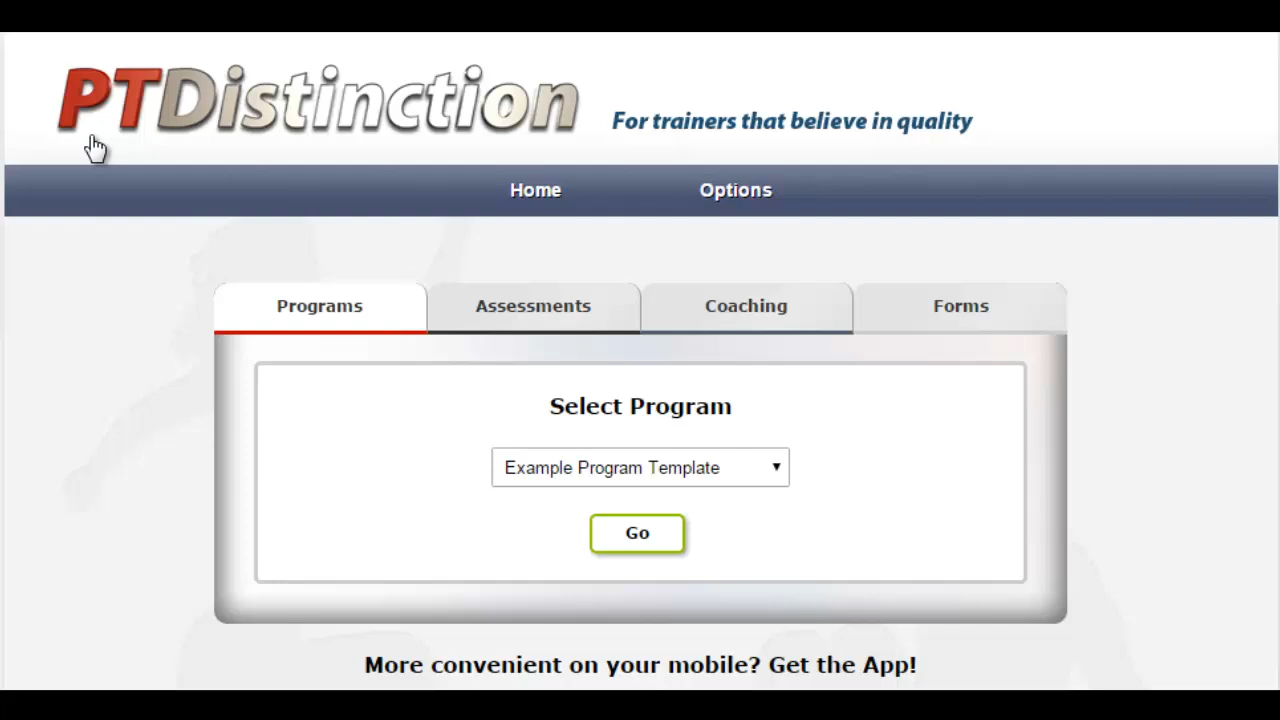 PTDistinction
For trainers that believe in quality
Home Options
Programs Assessments Coaching Forms
Select Program
Example Program Template
Go
More convenient on your mobile? Get the App!